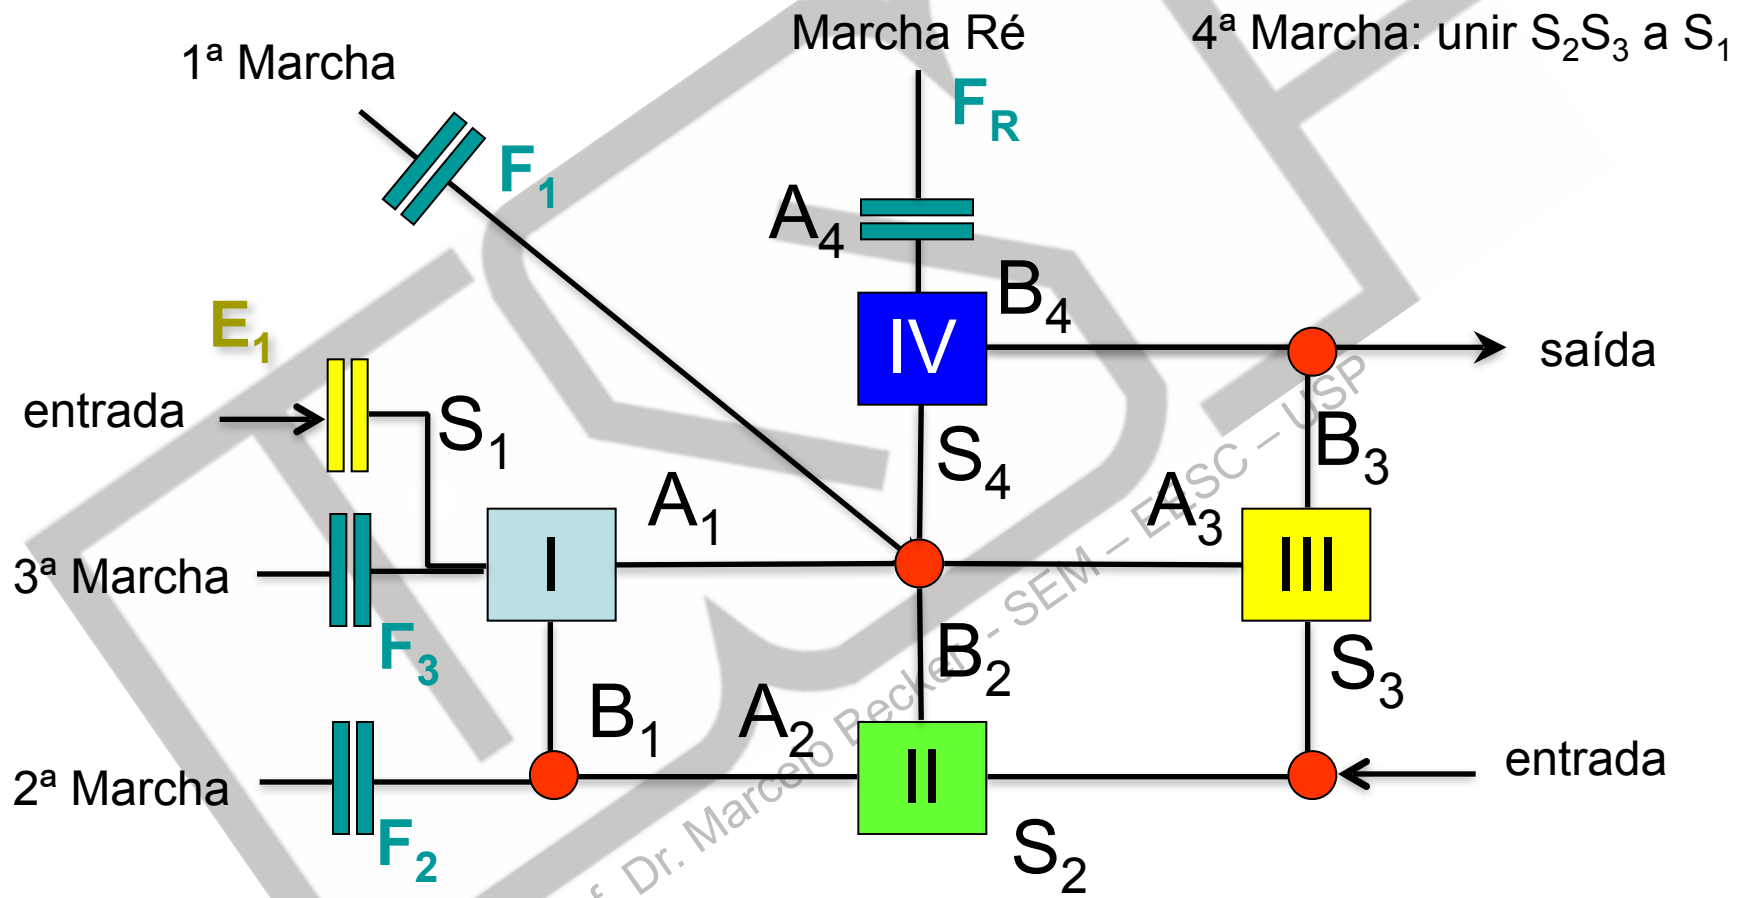 1ª Marcha
Marcha Ré
4ª Marcha: unir S2S3 a S1
F1
FR
A4
B4
IV
saída
E1
entrada
S1
S4
B3
A1
A3
I
III
3ª Marcha
F3
B2
S3
B1
A2
II
entrada
2ª Marcha
F2
S2
Dr. Marcelo Becker - SEM – EESC – USP